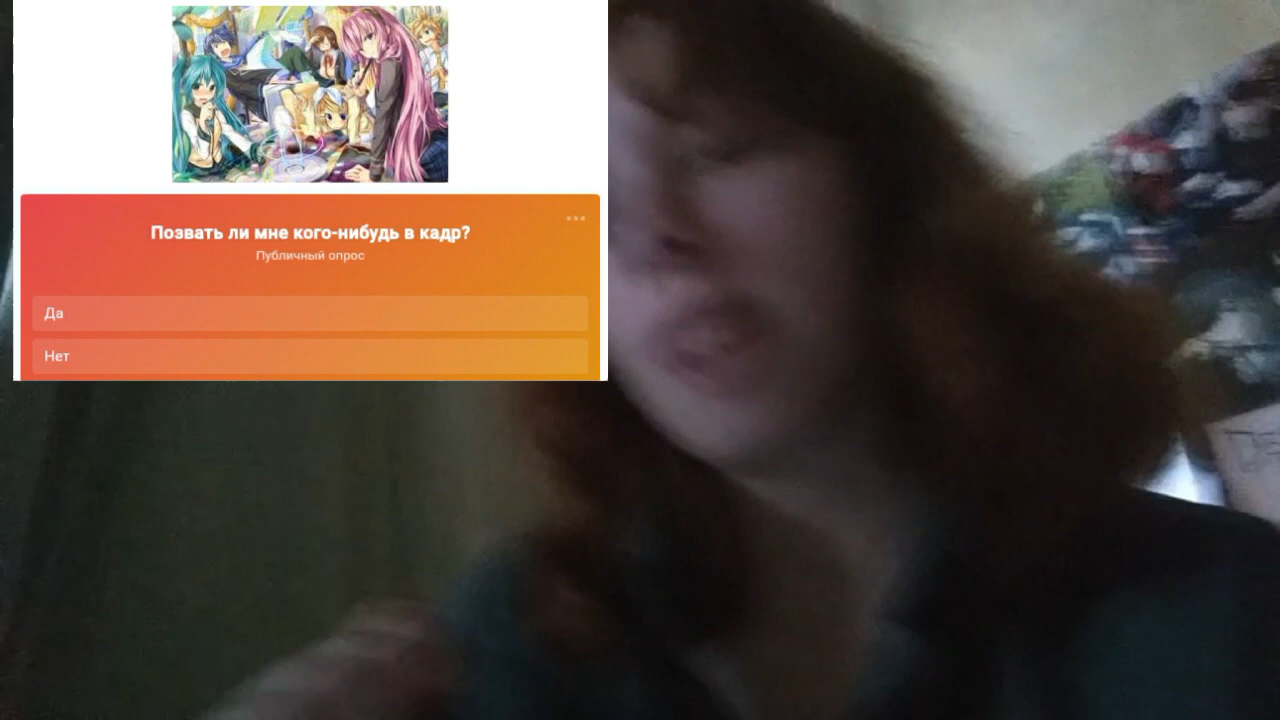 Позвать ли мне кого-нибудь в кадр?
Публичный опрос
Да
Нет